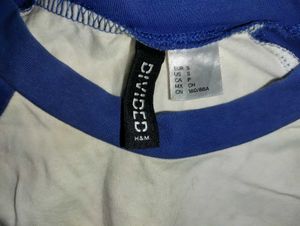 DIVIDED
H&M
EUR S
US S
CA P
MX CH
CN 160/88A